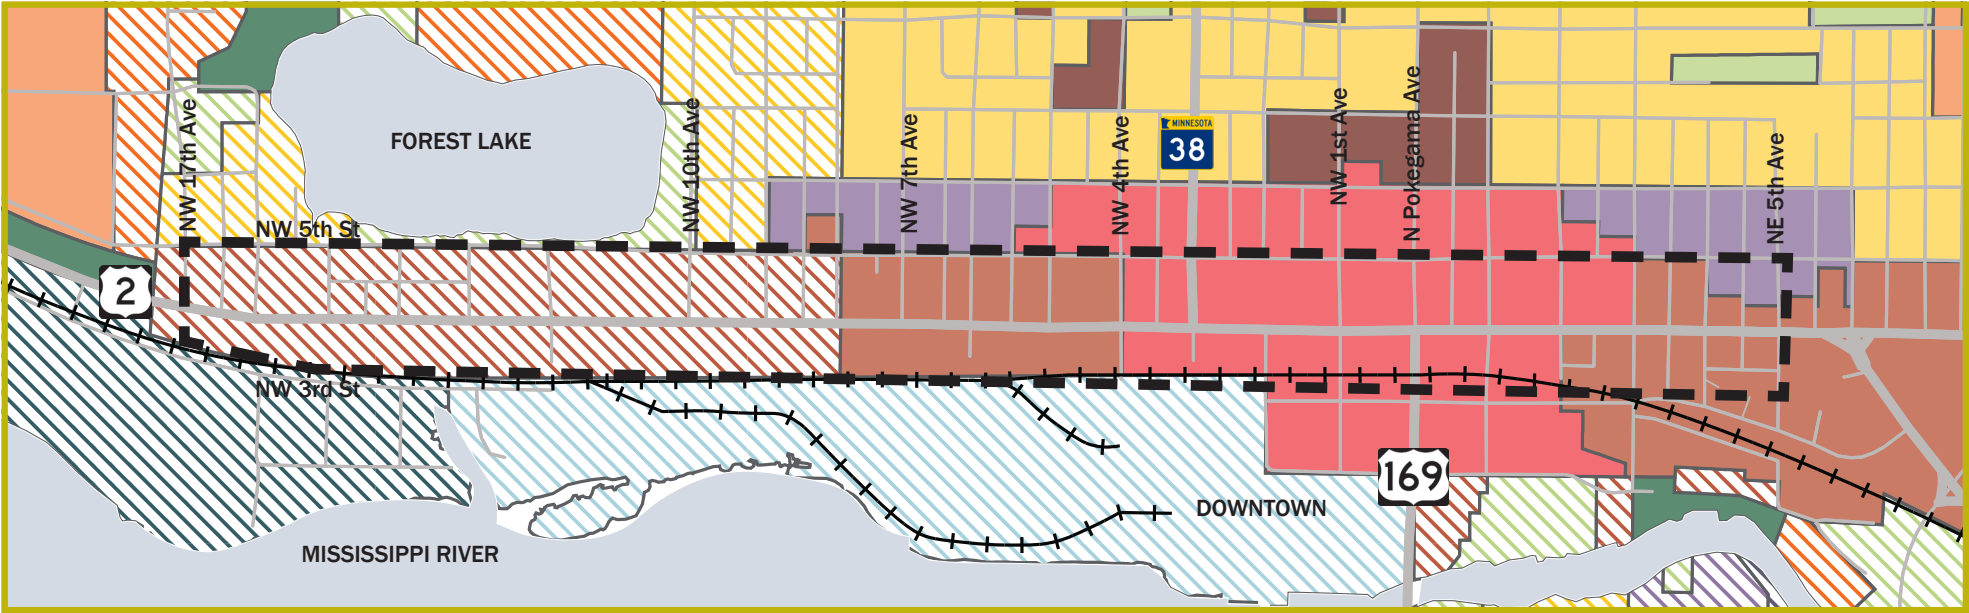 FOREST LAKE
NW 17th Ave
NW 10th Ave
NW 7th Ave
NW 4th Ave
MINNESOTA
38
NW 1st Ave
N Pokegama Ave
NE 5th Ave
NW 5th St
2
NW 3rd St
169
DOWNTOWN
MISSISSIPPI RIVER